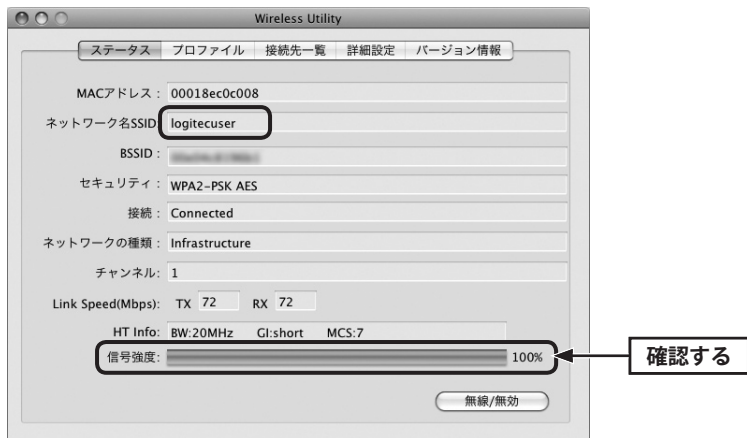 Wireless Utility
ステータス プロファイル 接続先一覧 詳細設定 バージョン情報
MACアドレス: 00018ec0c008
ネットワーク名SSID logitecuser
BSSID:
セキュリティ: WPA2-PSK AES
接続: Connected
ネットワークの種類: Infrastructure
チャンネル: 1
Link Speed(Mbps): TX 72 RX 72
HT Info: BW:20MHz GI:short MCS:7
信号強度: 100%
確認する
無線/無効